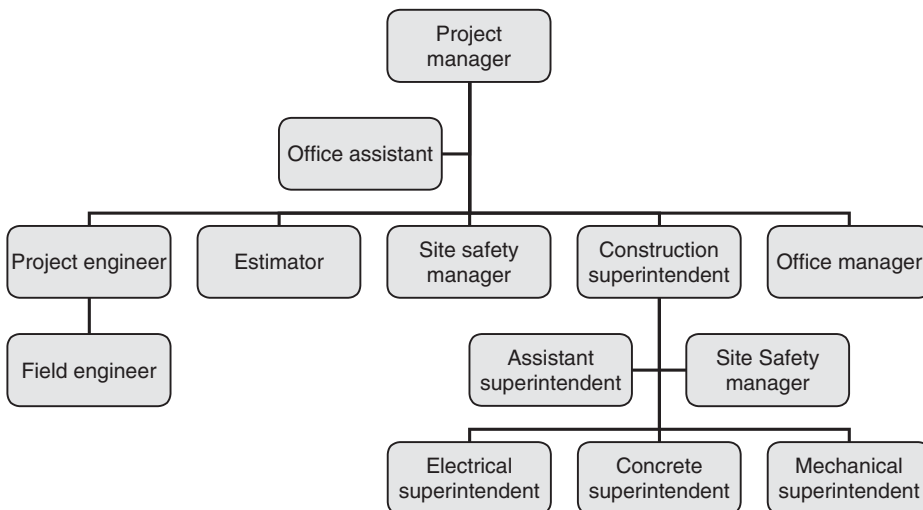 Project
manager
Office assistant
Project engineer
Estimator
Site safety
manager
Construction
superintendent
Office manager
Field engineer
Assistant
superintendent
Site Safety
manager
Electrical
superintendent
Concrete
superintendent
Mechanical
superintendent